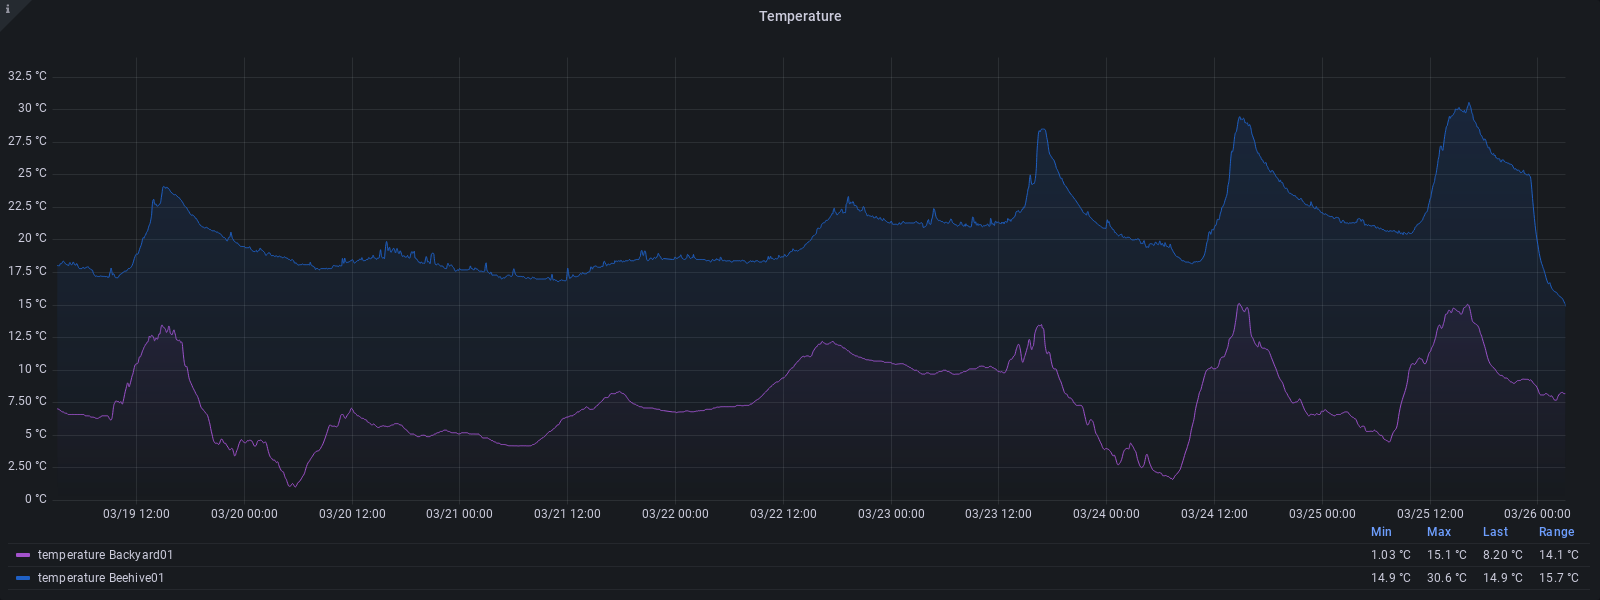 i
Temperature
32.5 °C
30 °C
27.5 °C
25 °C
22.5 °C
20 °C
17.5 °C
15 °C
12.5 °C
10 °C
7.50 °C
5 °C
2.50 °C
0 °C
03/19 12:00 03/20 00:00 03/20 12:00 03/21 00:00 03/21 12:00 03/22 00:00 03/22 12:00 03/23 00:00 03/23 12:00 03/24 00:00 03/24 12:00 03/25 00:00 03/25 12:00 03/26 00:00
Min Max Last Range
temperature Backyard01 1.03 °C 15.1 °C 8.20 °C 14.1 °C
temperature Beehive01 14.9 °C 30.6 °C 14.9 °C 15.7 °C